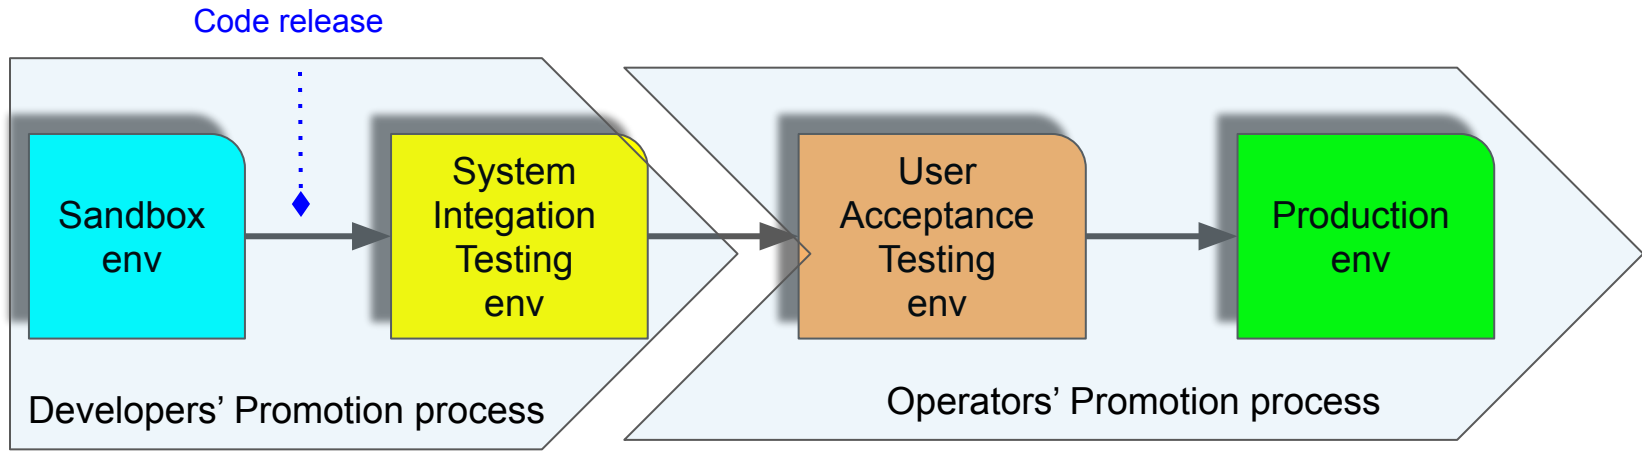 Code release
Sandbox
env
System
Integation
Testing
env
User
Acceptance
Testing
env
Production
env
Developers’ Promotion process
Operators’ Promotion process